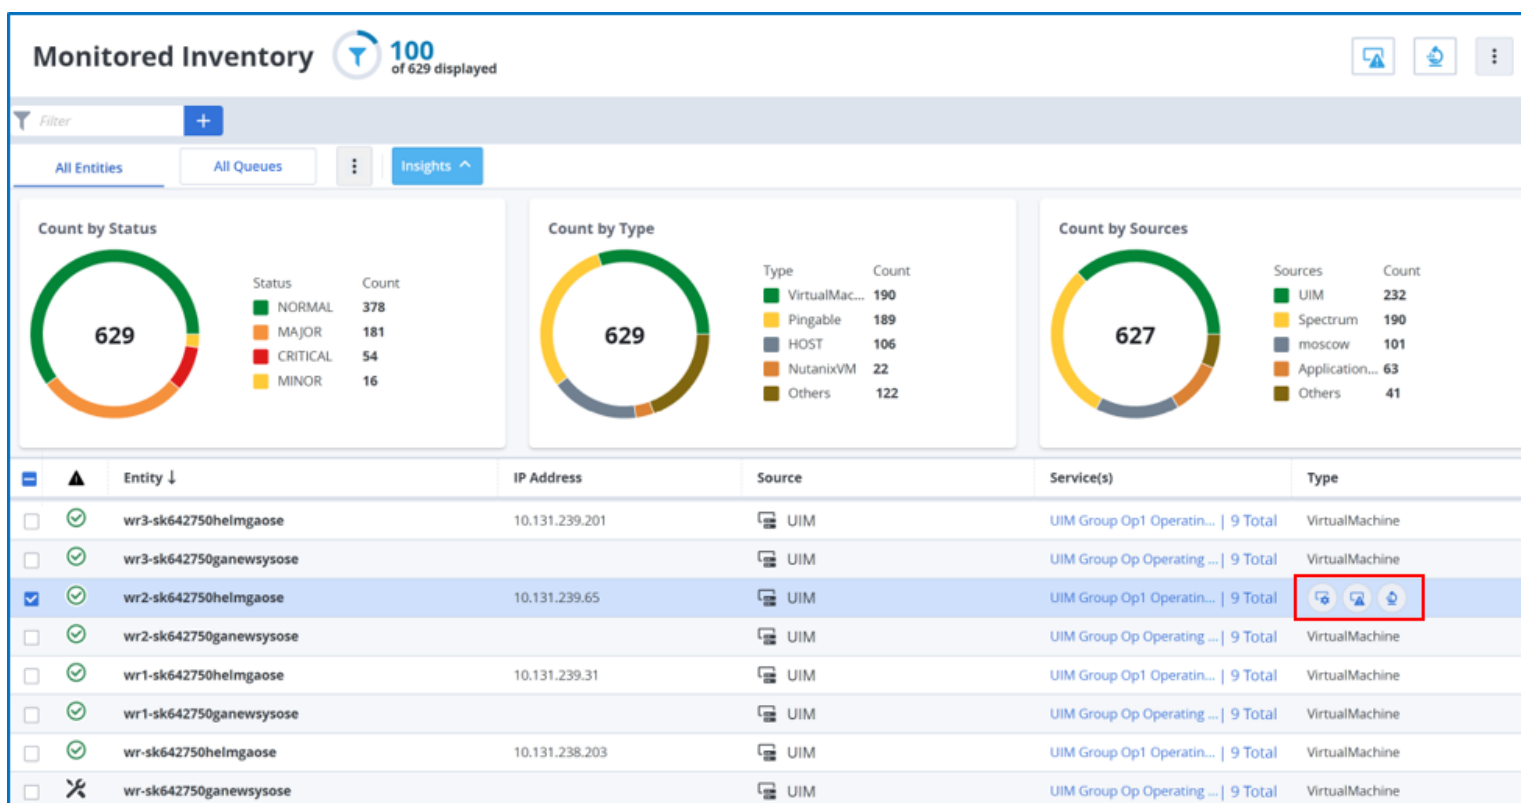 Monitored Inventory
100
of 629 displayed
Filter
+
All Entities
All Queues
Insights
Count by Status
629
Status Count
NORMAL 378
MAJOR 181
CRITICAL 54
MINOR 16
Count by Type
629
Type Count
VirtualMac... 190
Pingable 189
HOST 106
NutanixVM 22
Others 122
Count by Sources
627
Sources Count
UIM 232
Spectrum 190
moscow 101
Application... 63
Others 41
Entity ↓ IP Address Source Service(s) Type
wr3-sk642750helmgaose 10.131.239.201 UIM UIM Group Op1 Operatin... | 9 Total VirtualMachine
wr3-sk642750ganewsysose UIM UIM Group Op Operating ...| 9 Total VirtualMachine
wr2-sk642750helmgaose 10.131.239.65 UIM UIM Group Op1 Operatin... | 9 Total
wr2-sk642750ganewsysose UIM UIM Group Op Operating ...| 9 Total VirtualMachine
wr1-sk642750helmgaose 10.131.239.31 UIM UIM Group Op1 Operatin... | 9 Total VirtualMachine
wr1-sk642750ganewsysose UIM UIM Group Op Operating ...| 9 Total VirtualMachine
wr-sk642750helmgaose 10.131.238.203 UIM UIM Group Op1 Operatin... | 9 Total VirtualMachine
wr-sk642750ganewsysose UIM UIM Group Op Operating ...| 9 Total VirtualMachine